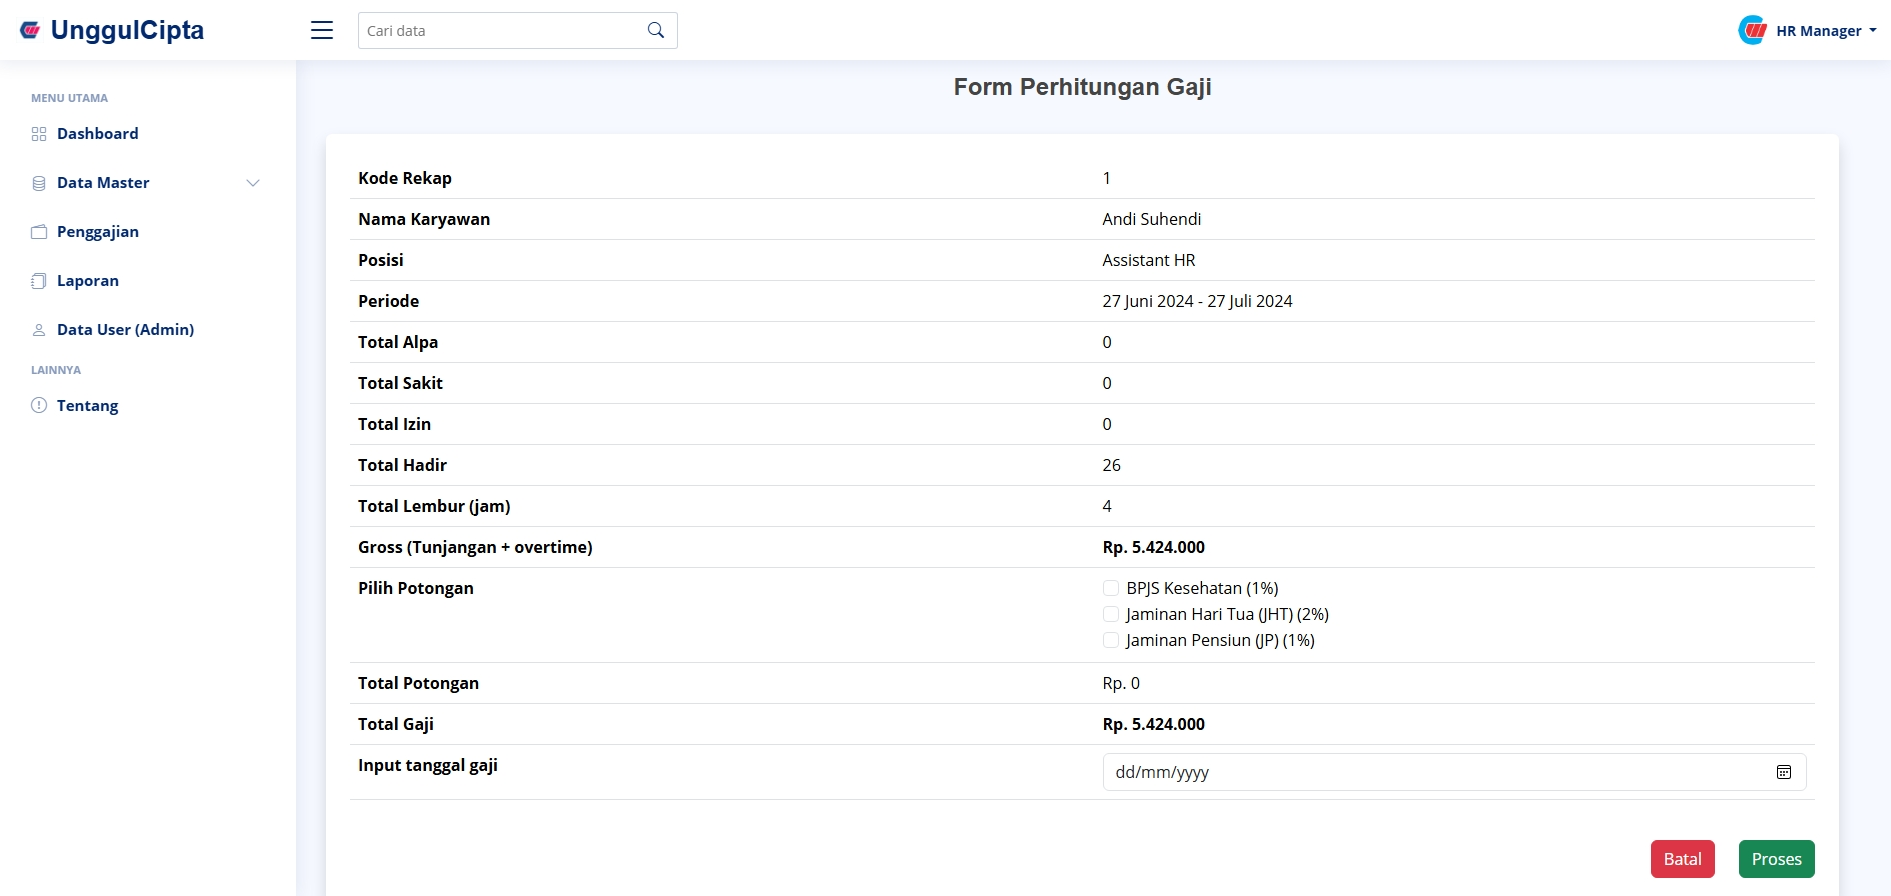 UnggulCipta
Cari data
HR Manager
MENU UTAMA
Dashboard
Data Master
Penggajian
Laporan
Data User (Admin)
LAINNYA
Tentang
Form Perhitungan Gaji
Kode Rekap 1
Nama Karyawan Andi Suhendi
Posisi Assistant HR
Periode 27 Juni 2024 - 27 Juli 2024
Total Alpa 0
Total Sakit 0
Total Izin 0
Total Hadir 26
Total Lembur (jam) 4
Gross (Tunjangan + overtime) Rp. 5.424.000
Pilih Potongan BPJS Kesehatan (1%)
Jaminan Hari Tua (JHT) (2%)
Jaminan Pensiun (JP) (1%)
Total Potongan Rp. 0
Total Gaji Rp. 5.424.000
Input tanggal gaji dd/mm/yyyy
Batal Proses